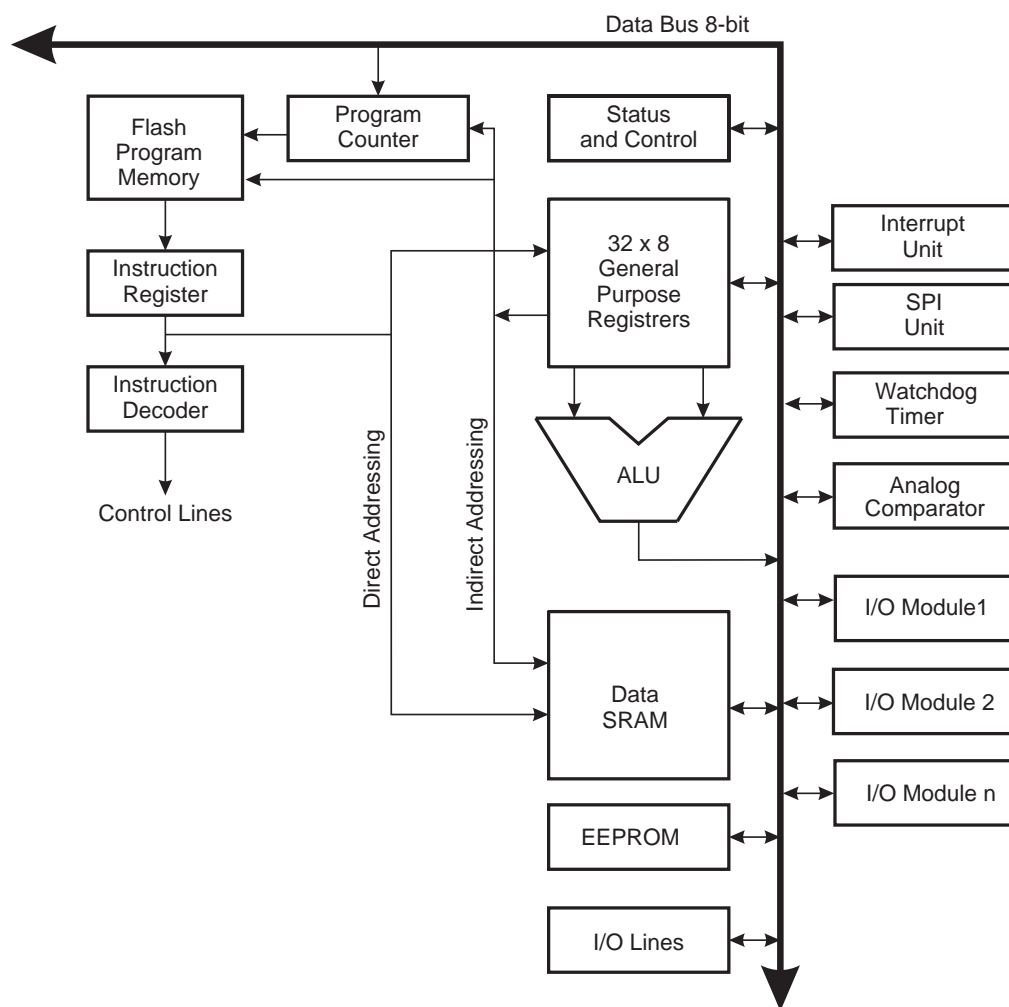 Data Bus 8-bit
Flash
Program
Memory
Program
Counter
Status
and Control
Interrupt
Unit
32 x 8
General
Purpose
Registrers
Instruction
Register
SPI
Unit
Instruction
Decoder
Watchdog
Timer
ALU
Analog
Comparator
Control Lines
Direct Addressing
Indirect Addressing
I/O Module1
Data
SRAM
I/O Module 2
I/O Module n
EEPROM
I/O Lines